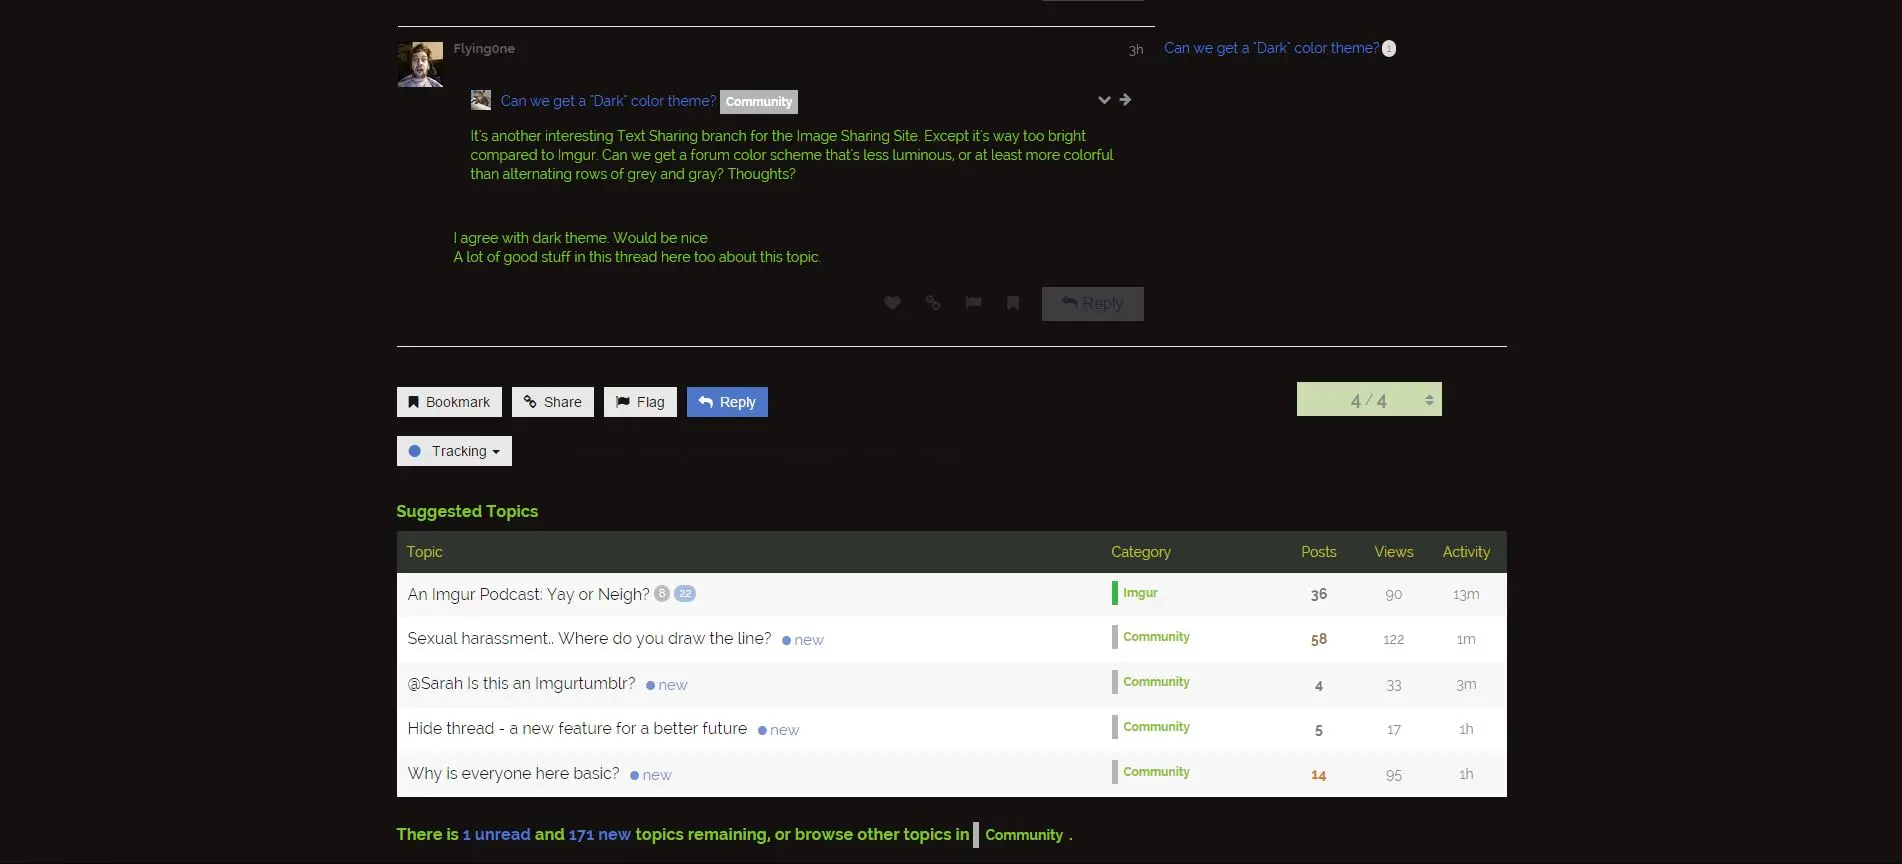 Flying0ne 3h Can we get a "Dark" color theme? 1
Can we get a "Dark" color theme? Community
It's another interesting Text Sharing branch for the Image Sharing Site. Except it's way too bright
compared to Imgur. Can we get a forum color scheme that's less luminous, or at least more colorful
than alternating rows of grey and gray? Thoughts?
I agree with dark theme. Would be nice
A lot of good stuff in this thread here too about this topic.
Reply
Bookmark Share Flag Reply 4 / 4
Tracking
Suggested Topics
Topic Category Posts Views Activity
An Imgur Podcast: Yay or Neigh? 8 22 Imgur 36 90 13m
Sexual harassment.. Where do you draw the line? new Community 58 122 1m
@Sarah Is this an Imgurtumblr? new Community 4 33 3m
Hide thread - a new feature for a better future new Community 5 17 1h
Why is everyone here basic? new Community 14 95 1h
There is 1 unread and 171 new topics remaining, or browse other topics in Community .